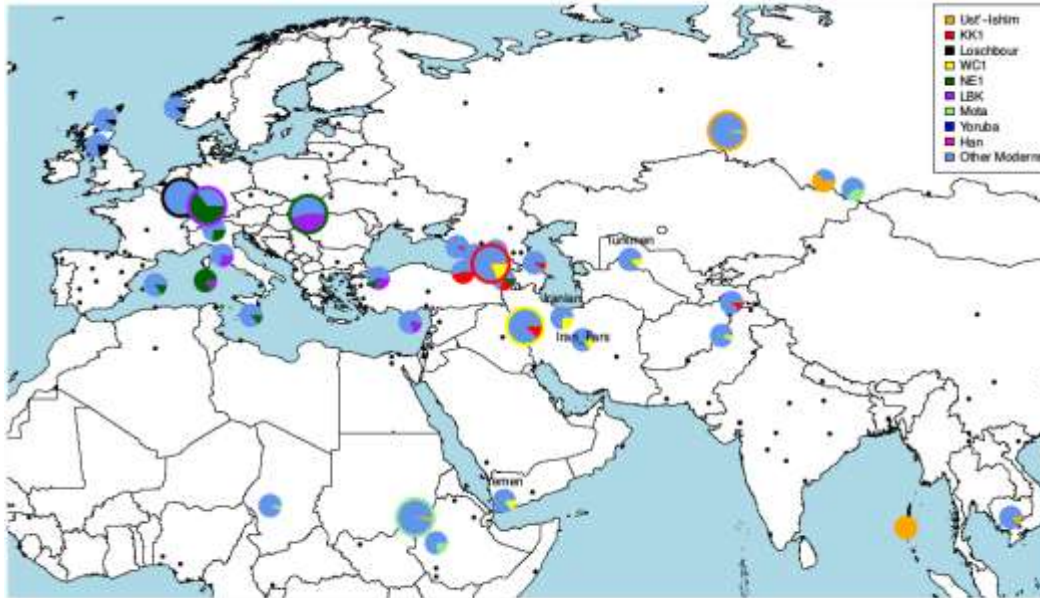 Ust'-Ishim
KK1
Loschbour
WC1
NE1
LBK
Mota
Yoruba
Han
Other Moderns
Turkmen
Iranian
Iran_Fars
Yemen